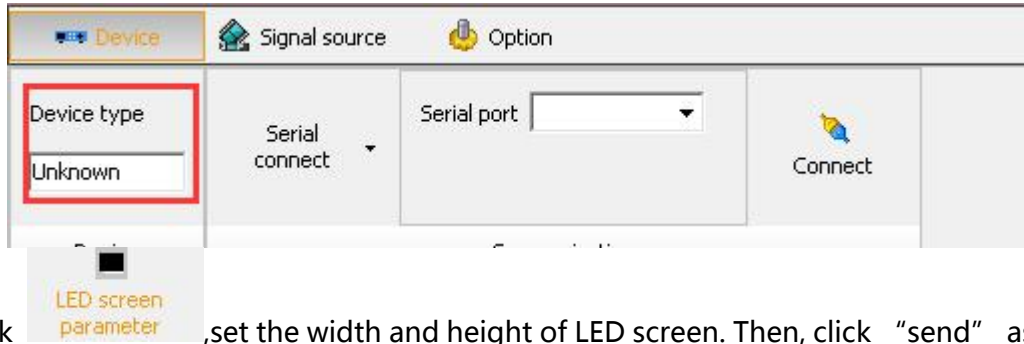 Device Signal source Option
Device type Serial port
Serial
connect
Unknown Connect
LED screen
parameter
,set the width and height of LED screen. Then, click “send”